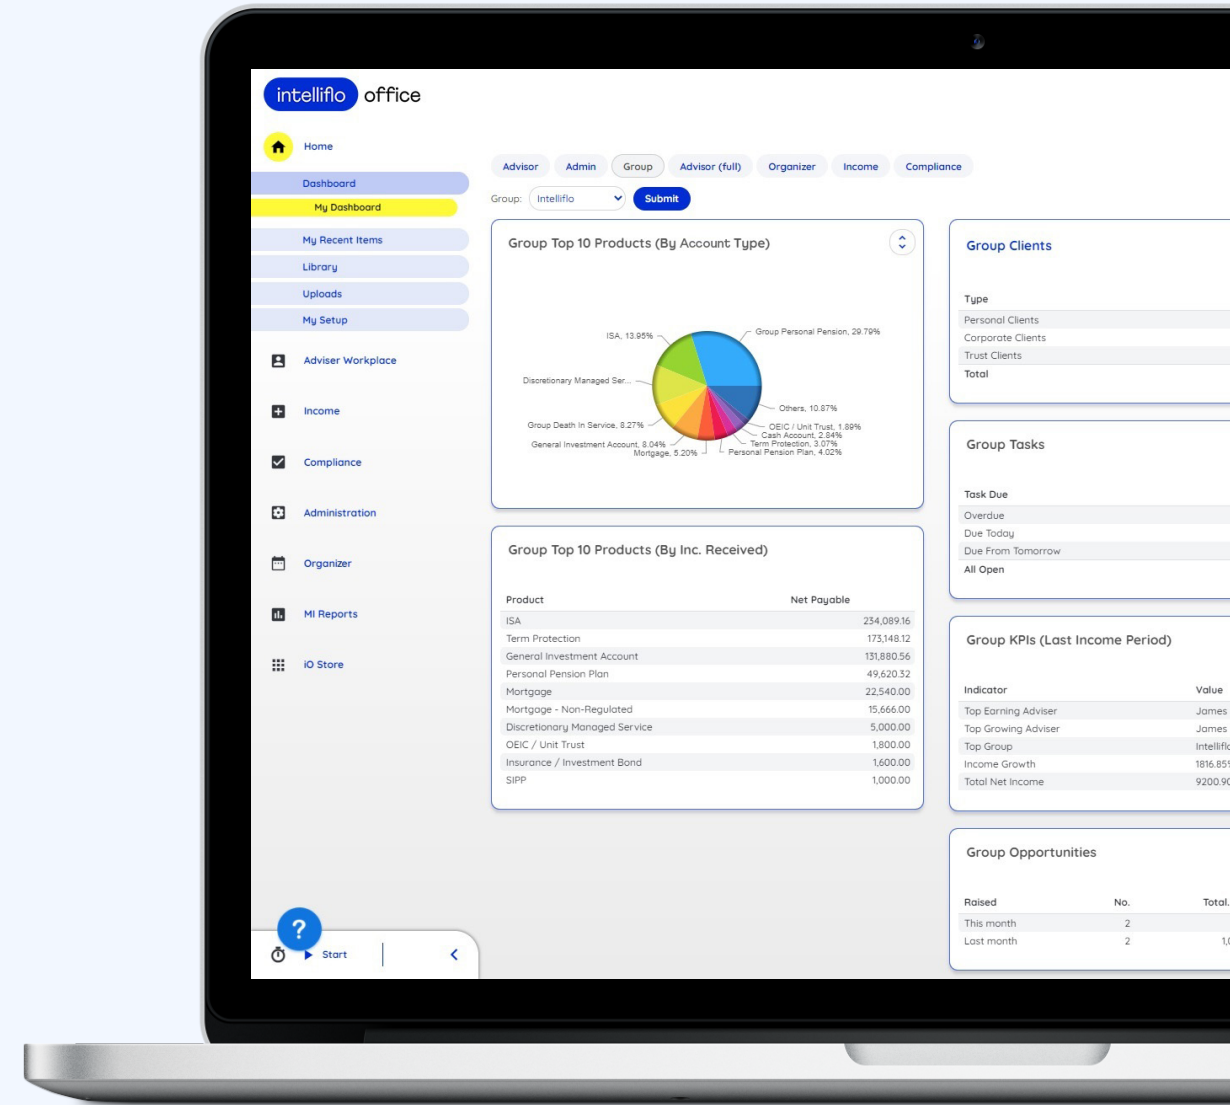 intelliflo office
Home
Dashboard
My Dashboard
My Recent Items
Library
Uploads
My Setup
Adviser Workplace
Income
Compliance
Administration
Organizer
MI Reports
iO Store
?
Start
Advisor Admin Group Advisor (full) Organizer Income Compliance
Group: Intelliflo Submit
Group Top 10 Products (By Account Type)
ISA, 13.95%
Group Personal Pension, 29.79%
Discretionary Managed Ser...
Others, 10.87%
Group Death In Service, 8.27%
OEIC / Unit Trust, 1.89%
Cash Account, 2.84%
General Investment Account, 8.04%
Term Protection, 3.07%
Mortgage, 5.20%
Personal Pension Plan, 4.02%
Group Top 10 Products (By Inc. Received)
Product Net Payable
ISA 234,089.16
Term Protection 173,148.12
General Investment Account 131,880.56
Personal Pension Plan 49,620.32
Mortgage 22,540.00
Mortgage - Non-Regulated 15,666.00
Discretionary Managed Service 5,000.00
OEIC / Unit Trust 1,800.00
Insurance / Investment Bond 1,600.00
SIPP 1,000.00
Group Clients
Type
Personal Clients
Corporate Clients
Trust Clients
Total
Group Tasks
Task Due
Overdue
Due Today
Due From Tomorrow
All Open
Group KPIs (Last Income Period)
Indicator Value
Top Earning Adviser James
Top Growing Adviser James
Top Group Intelliflo
Income Growth 1816.85%
Total Net Income 9200.90
Group Opportunities
Raised No. Total.
This month 2
Last month 2